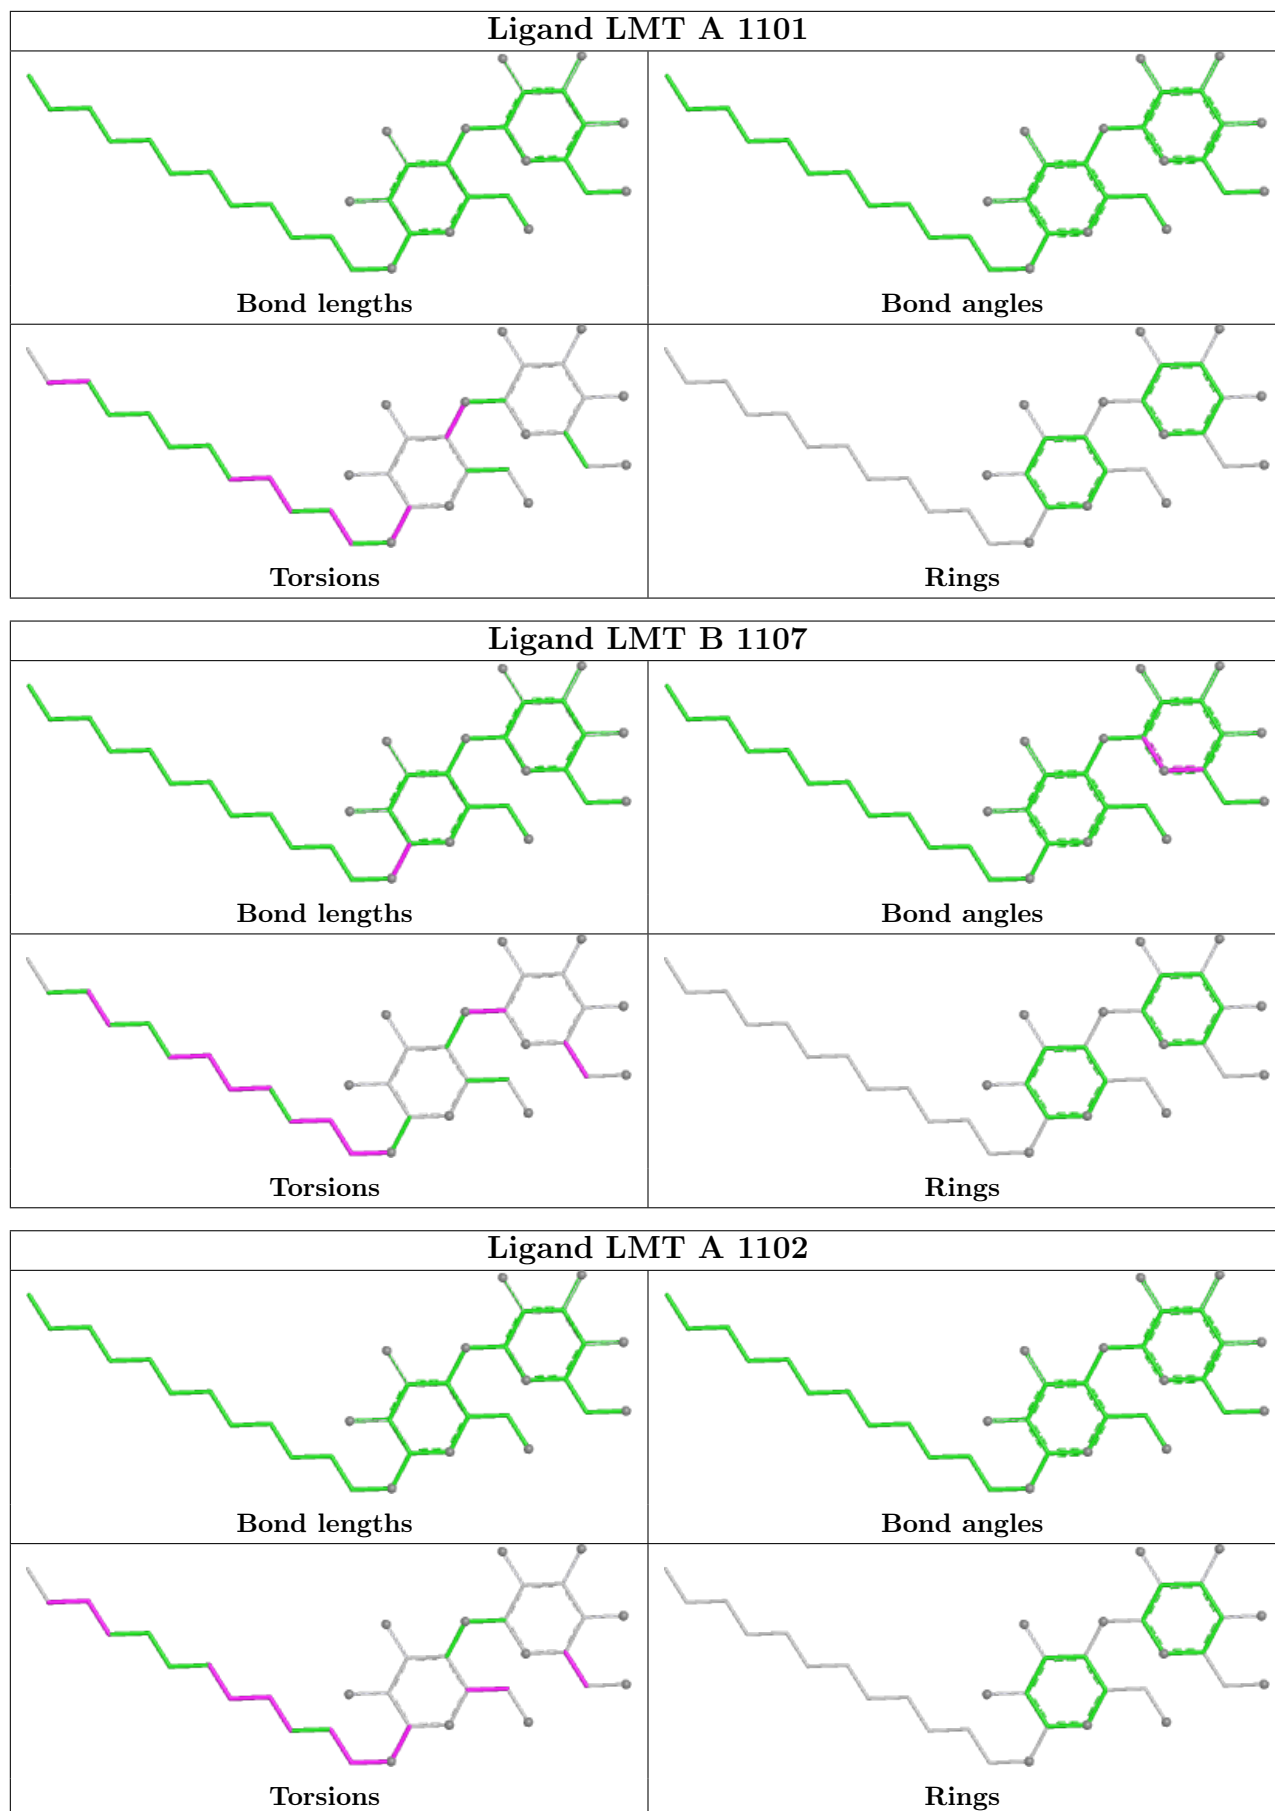 Ligand LMT A 1101
Bond lengths
Bond angles
Torsions
Rings
Ligand LMT B 1107
Bond lengths
Bond angles
Torsions
Rings
Ligand LMT A 1102
Bond lengths
Bond angles
Torsions
Rings